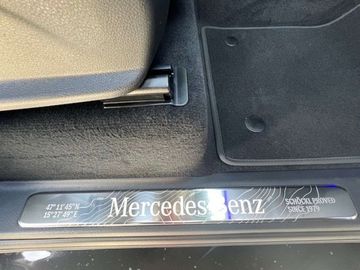 47°11'45"N
15°27'49"E
Mercedes-Benz
SCHÖCKL PROVED
SINCE 1979